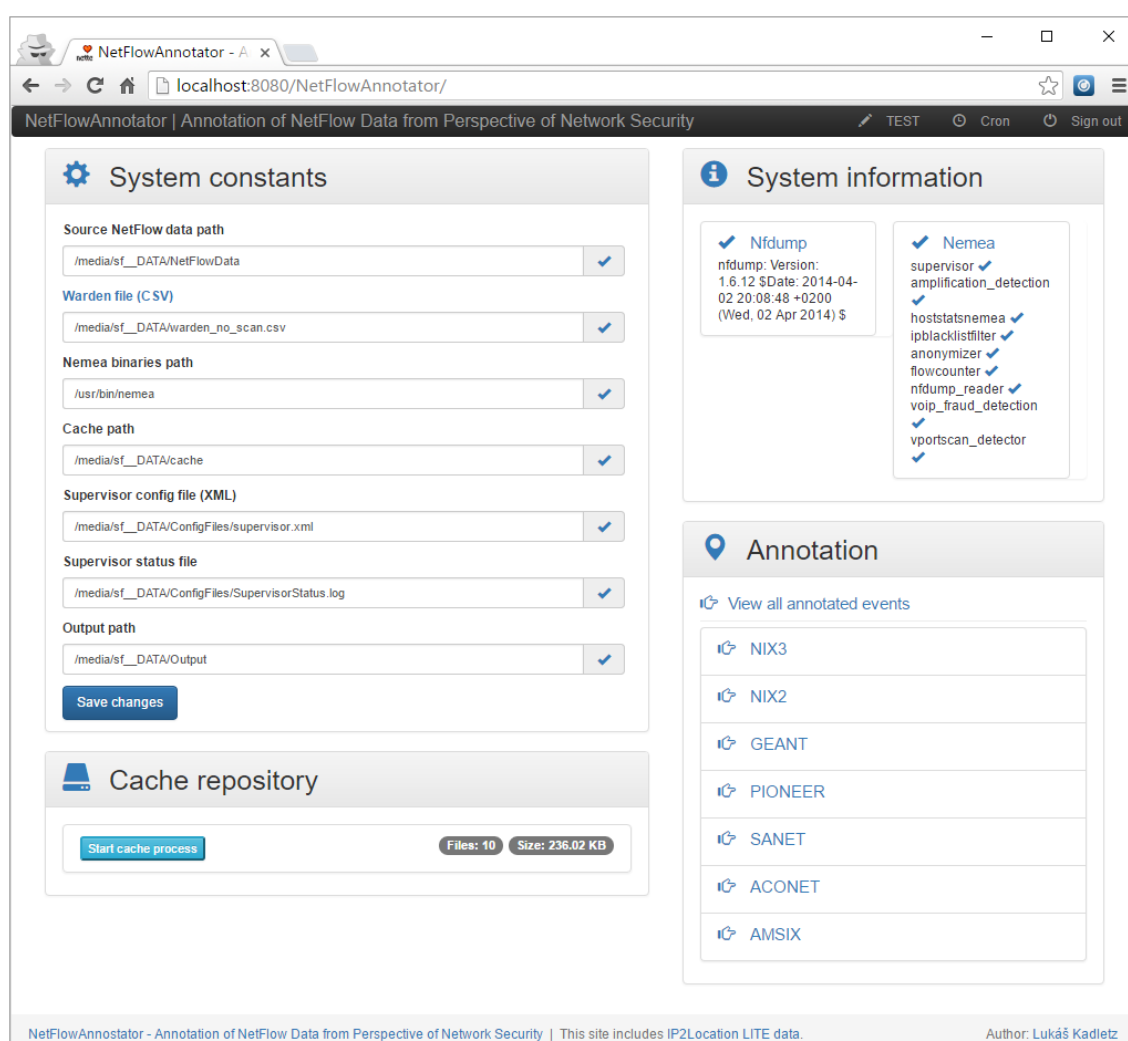 nette NetFlowAnnotator - A
localhost:8080/NetFlowAnnotator/
NetFlowAnnotator | Annotation of NetFlow Data from Perspective of Network Security TEST Cron Sign out
System constants
Source NetFlow data path
/media/sf__DATA/NetFlowData
Warden file (CSV)
/media/sf__DATA/warden_no_scan.csv
Nemea binaries path
/usr/bin/nemea
Cache path
/media/sf__DATA/cache
Supervisor config file (XML)
/media/sf__DATA/ConfigFiles/supervisor.xml
Supervisor status file
/media/sf__DATA/ConfigFiles/SupervisorStatus.log
Output path
/media/sf__DATA/Output
Save changes
Cache repository
Start cache process Files: 10 Size: 236.02 KB
System information
Nfdump
nfdump: Version:
1.6.12 $Date: 2014-04-
02 20:08:48 +0200
(Wed, 02 Apr 2014) $
Nemea
supervisor
amplification_detection
hoststatsnemea
ipblacklistfilter
anonymizer
flowcounter
nfdump_reader
voip_fraud_detection
vportscan_detector
Annotation
View all annotated events
NIX3
NIX2
GEANT
PIONEER
SANET
ACONET
AMSIX
NetFlowAnnostator - Annotation of NetFlow Data from Perspective of Network Security | This site includes IP2Location LITE data. Author: Lukáš Kadletz